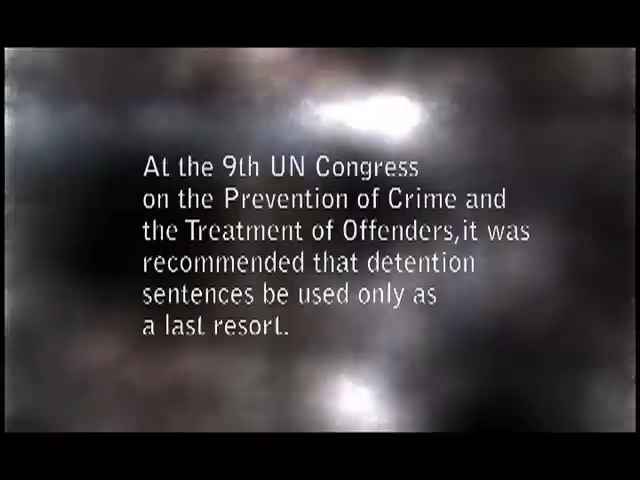 At the 9th UN Congress
on the Prevention of Crime and
the Treatment of Offenders,it was
recommended that detention
sentences be used only as
a last resort.